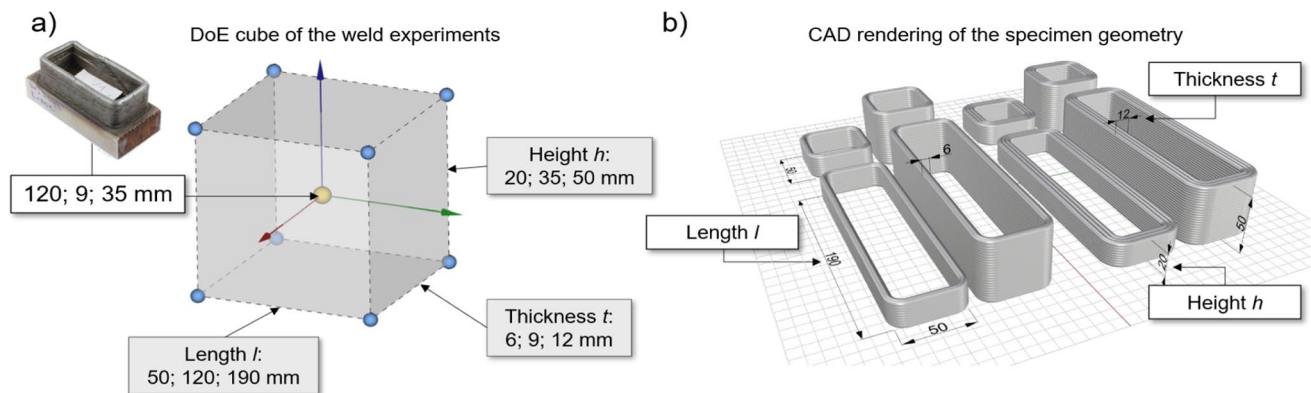 a)
DoE cube of the weld experiments
120; 9; 35 mm
Height h:
20; 35; 50 mm
Thickness t:
6; 9; 12 mm
Length l:
50; 120; 190 mm
b)
CAD rendering of the specimen geometry
Thickness t
12
6
50
Length l
190
50
50
20
Height h